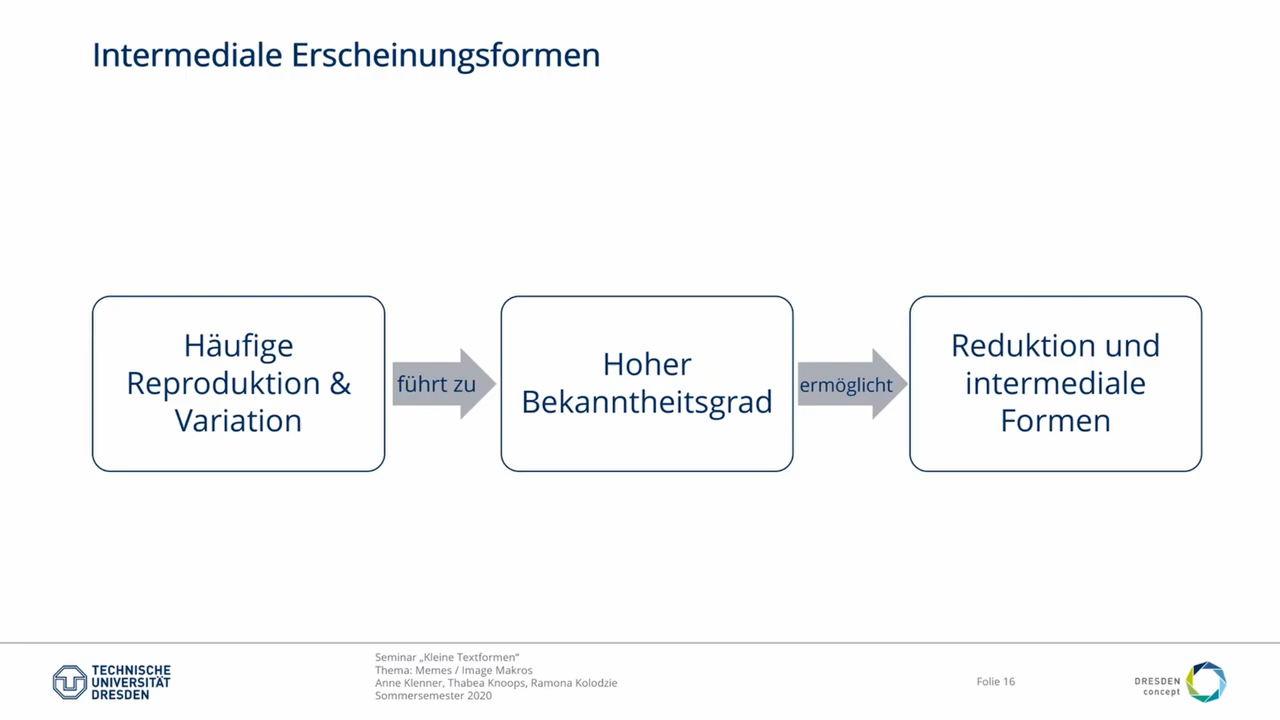 Intermediale Erscheinungsformen
Häufige
Reproduktion &
Variation
führt zu
Hoher
Bekanntheitsgrad
ermöglicht
Reduktion und
intermediale
Formen
TECHNISCHE
UNIVERSITÄT
DRESDEN
Seminar „Kleine Textformen“
Thema: Memes / Image Makros
Anne Klenner, Thabea Knoops, Ramona Kolodzie
Sommersemester 2020
Folie 16
DRESDEN
concept